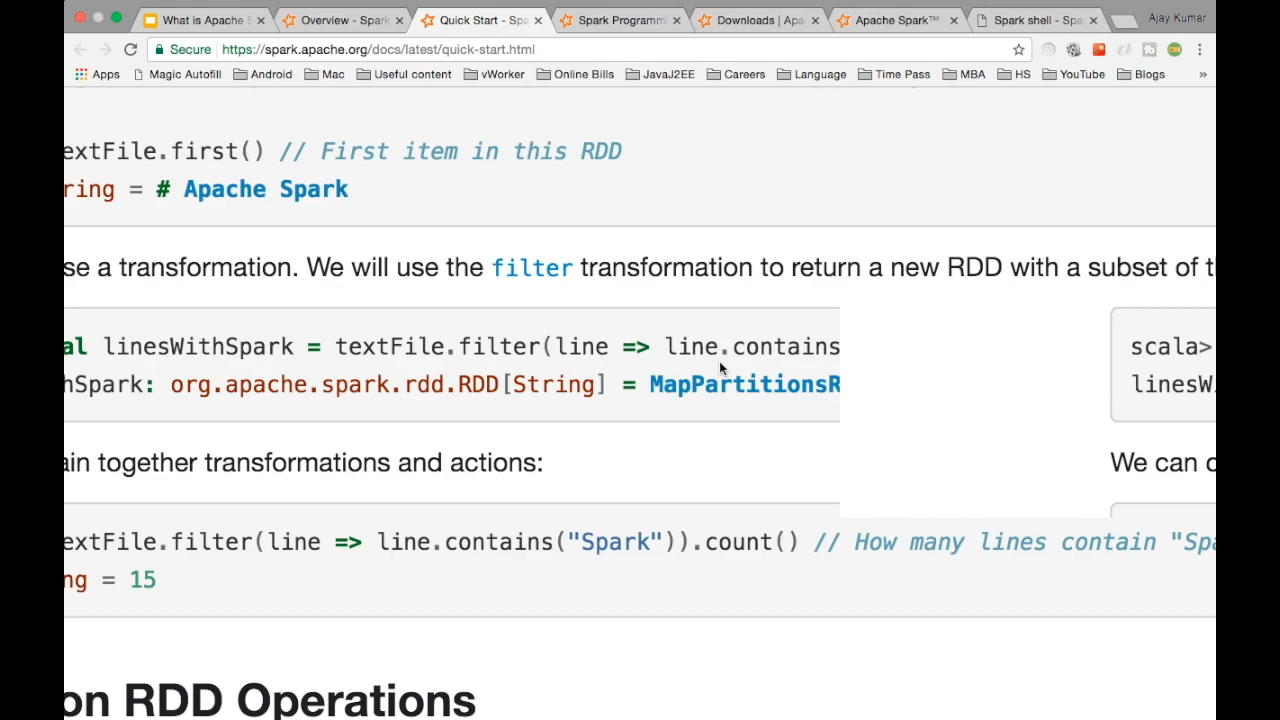 What is Apache S
Overview - Spark
Quick Start - Spa
Spark Programm
Downloads | Apa
Apache Spark™
Spark shell - Spa
Ajay Kumar
Secure
https://spark.apache.org/docs/latest/quick-start.html
Apps
Magic Autofill
Android
Mac
Useful content
vWorker
Online Bills
JavaJ2EE
Careers
Language
Time Pass
MBA
HS
YouTube
Blogs
»
extFile.first() // First item in this RDD
ring = # Apache Spark
se a transformation. We will use the filter transformation to return a new RDD with a subset of t
al linesWithSpark = textFile.filter(line => line.contains
scala>
hSpark: org.apache.spark.rdd.RDD[String] = MapPartitionsR
linesW
ain together transformations and actions:
We can c
extFile.filter(line => line.contains("Spark")).count() // How many lines contain "Spa
ng = 15
on RDD Operations